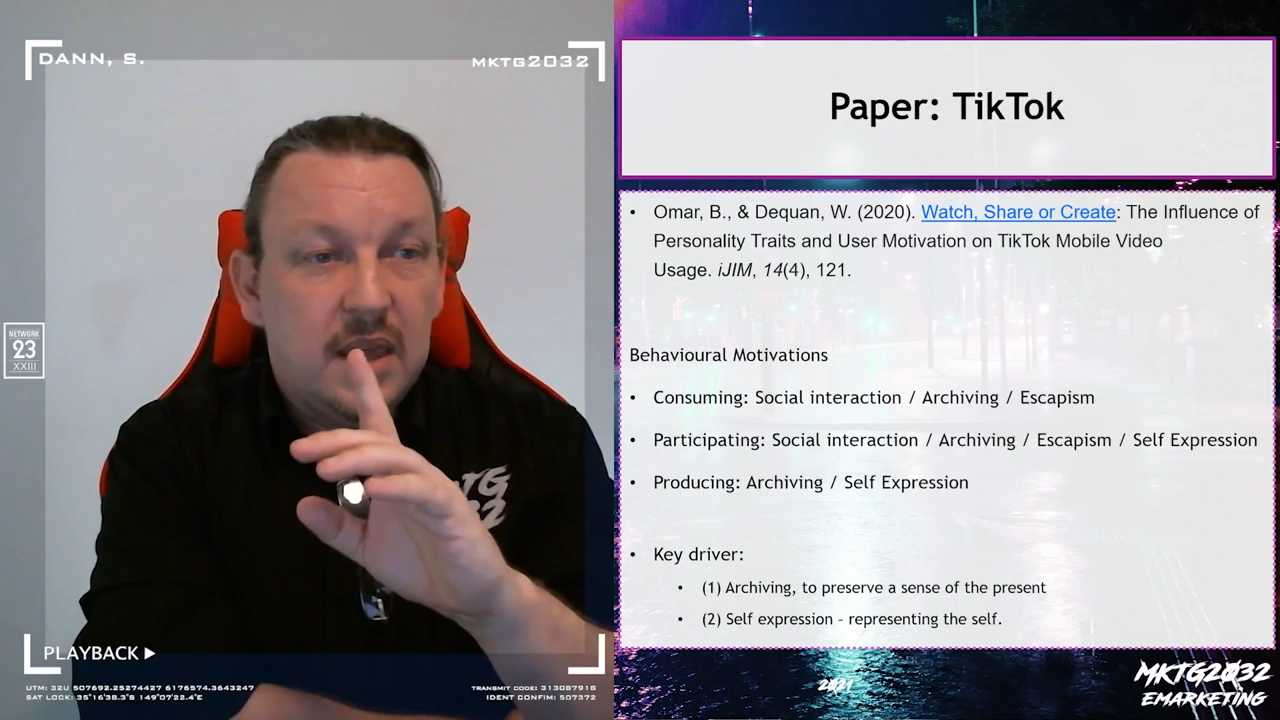 DANN, S.
MKTG2032
NETWORK
23
XXIII
PLAYBACK
UTM: 32U 507692.25274427 6176574.3643247
SAT LOCK: 35°16'38.3"S 149°07'22.4"E
TRANSMIT CODE: 313087918
IDENT CONFIM: 507372
Paper: TikTok
• Omar, B., & Dequan, W. (2020). Watch, Share or Create: The Influence of
Personality Traits and User Motivation on TikTok Mobile Video
Usage. iJIM, 14(4), 121.
Behavioural Motivations
• Consuming: Social interaction / Archiving / Escapism
• Participating: Social interaction / Archiving / Escapism / Self Expression
• Producing: Archiving / Self Expression
• Key driver:
• (1) Archiving, to preserve a sense of the present
• (2) Self expression – representing the self.
2021
MKTG2032
EMARKETING